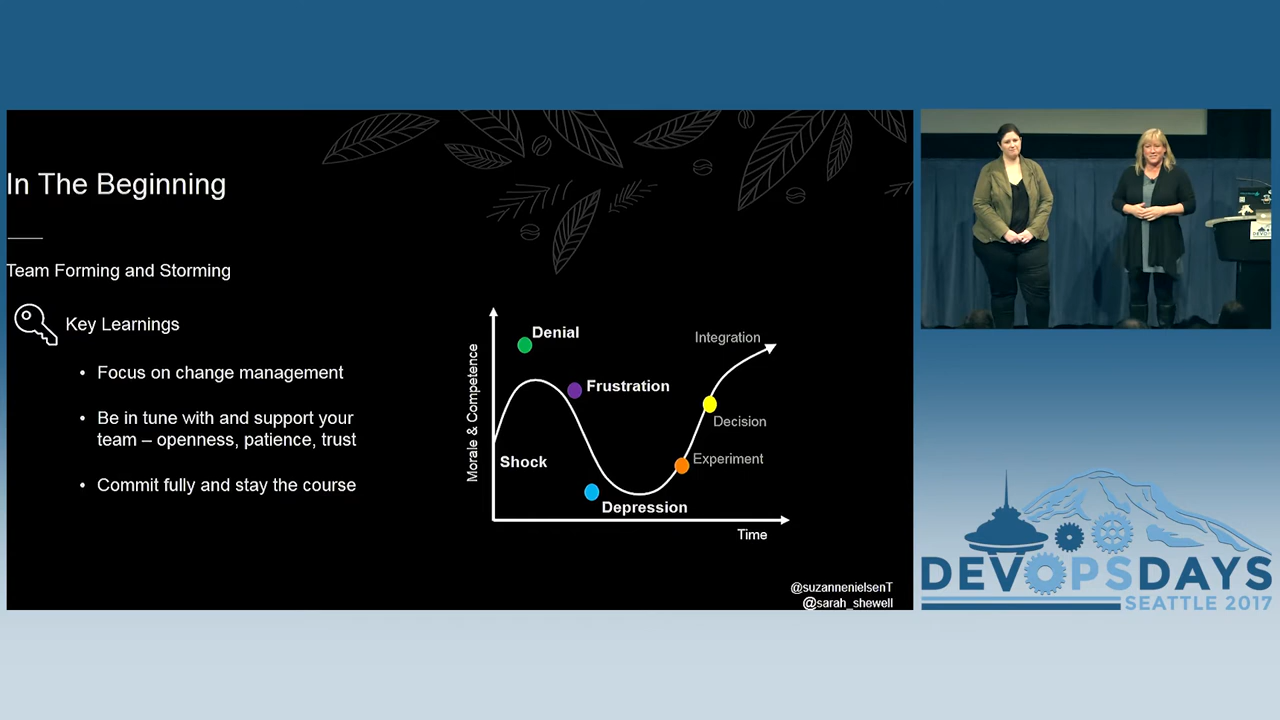 In The Beginning
Team Forming and Storming
Key Learnings
• Focus on change management
• Be in tune with and support your
team – openness, patience, trust
• Commit fully and stay the course
Morale & Competence
Denial
Frustration
Shock
Depression
Integration
Decision
Experiment
Time
@suzannenielsenT
@sarah_shewell
DEVOPSDAYS
SEATTLE 2017